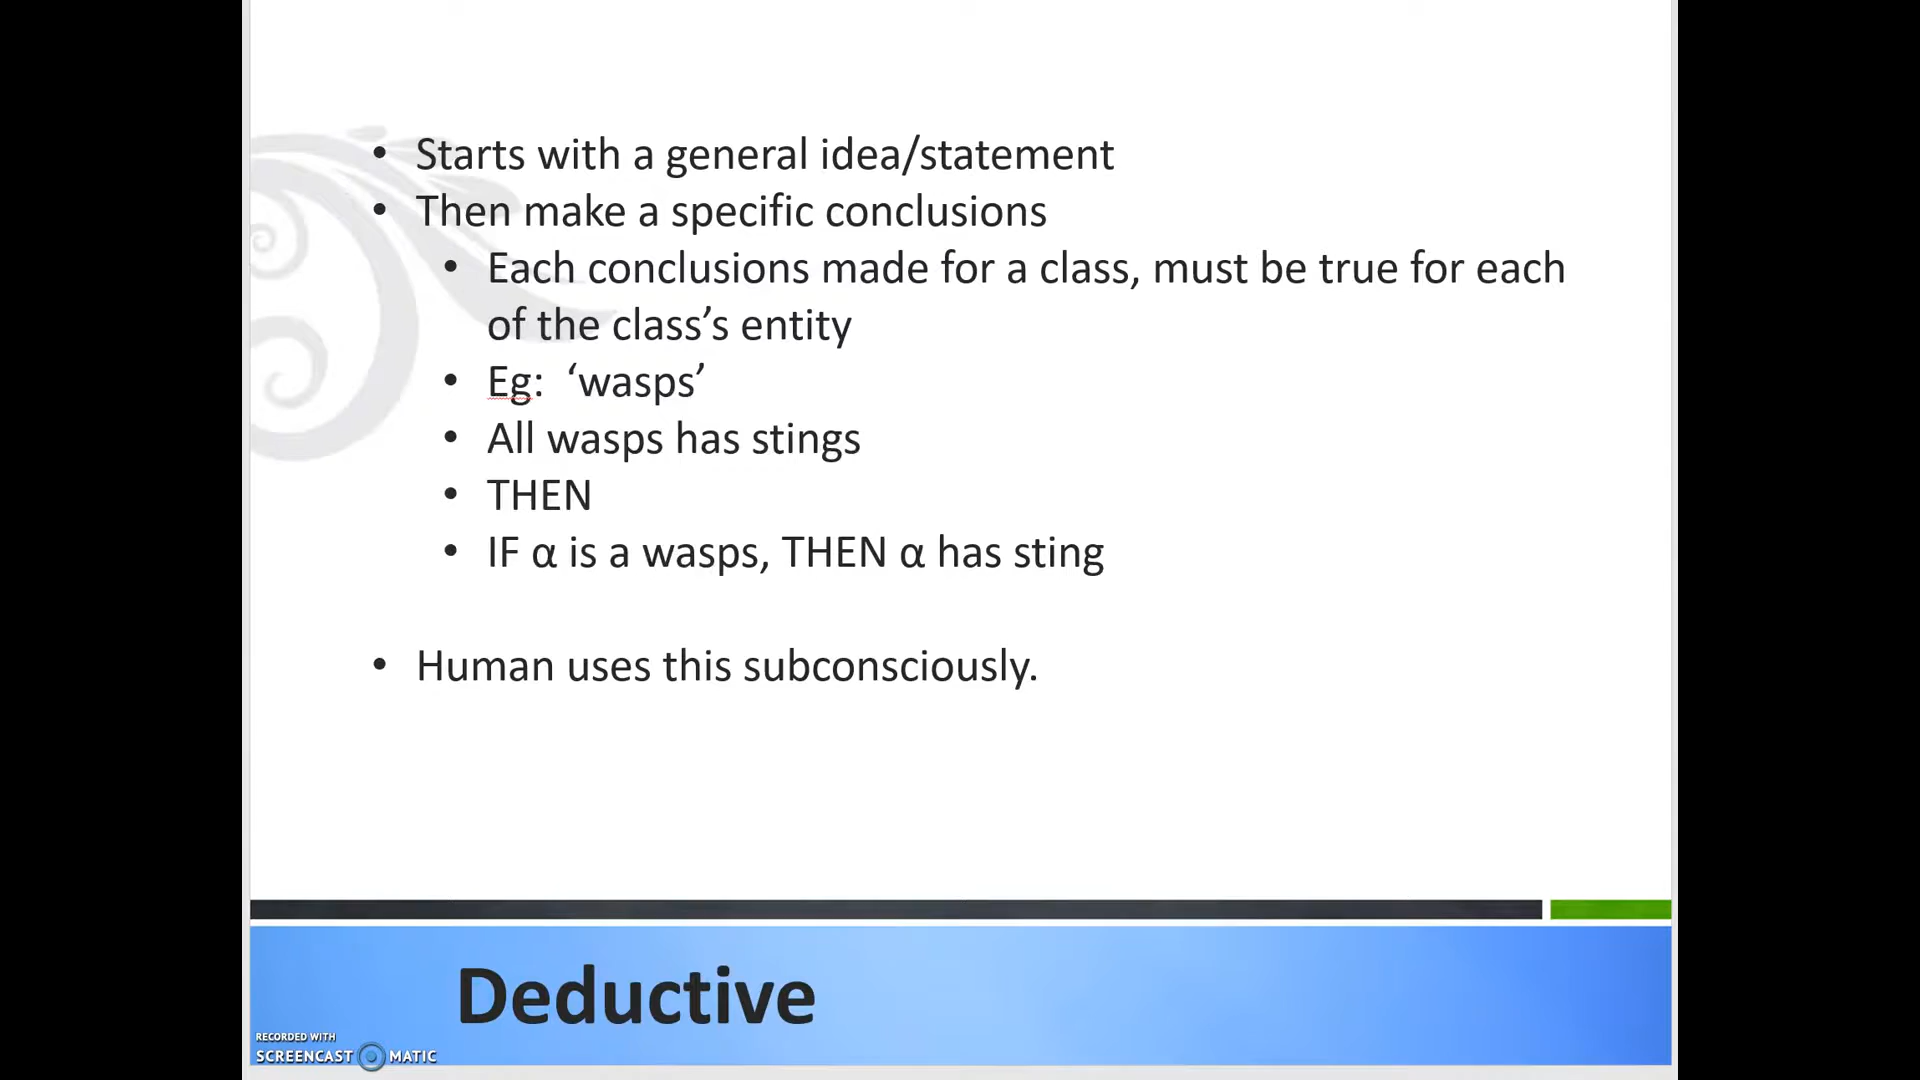 • Starts with a general idea/statement
• Then make a specific conclusions
• Each conclusions made for a class, must be true for each
of the class’s entity
• Eg:  ‘wasps’
• All wasps has stings
• THEN
• IF α is a wasps, THEN α has sting
• Human uses this subconsciously.
Deductive
RECORDED WITH
SCREENCAST MATIC